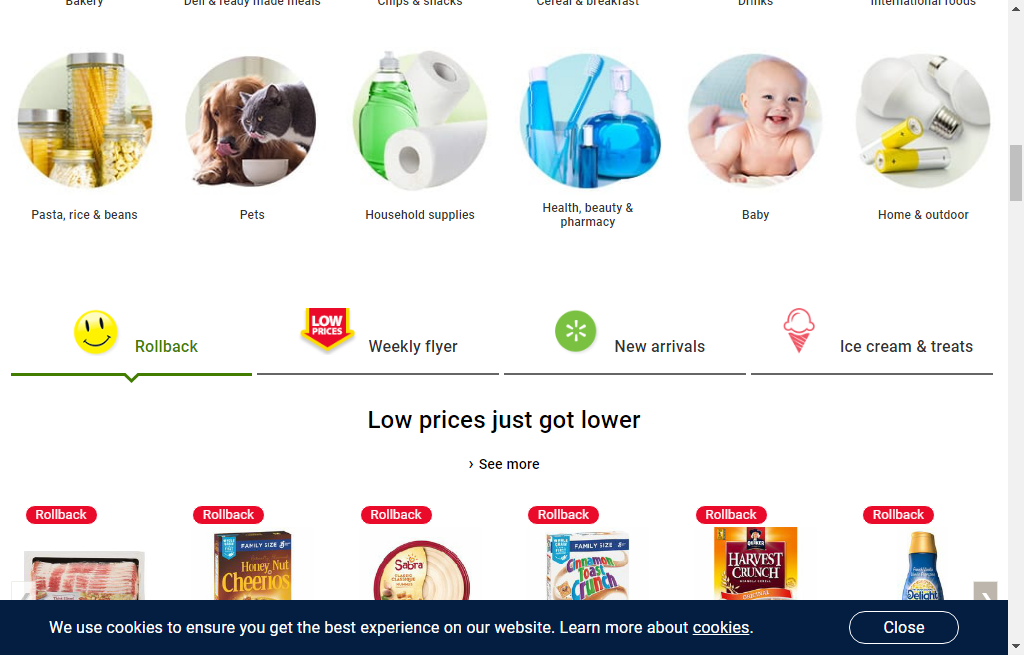 Bakery
Deli & ready made meals
Chips & snacks
Cereal & breakfast
Drinks
International foods
Pasta, rice & beans
Pets
Household supplies
Health, beauty &
pharmacy
Baby
Home & outdoor
LOW
PRICES
Rollback
Weekly flyer
New arrivals
Ice cream & treats
Low prices just got lower
› See more
Rollback
Rollback
Rollback
Rollback
Rollback
Rollback
FAMILY SIZE
Honey Nut
Cheerios
Sabra
CLASSIC
FAMILY SIZE
Cinnamon
Toast
Crunch
QUAKER
HARVEST
CRUNCH
Delight
We use cookies to ensure you get the best experience on our website. Learn more about cookies.
Close